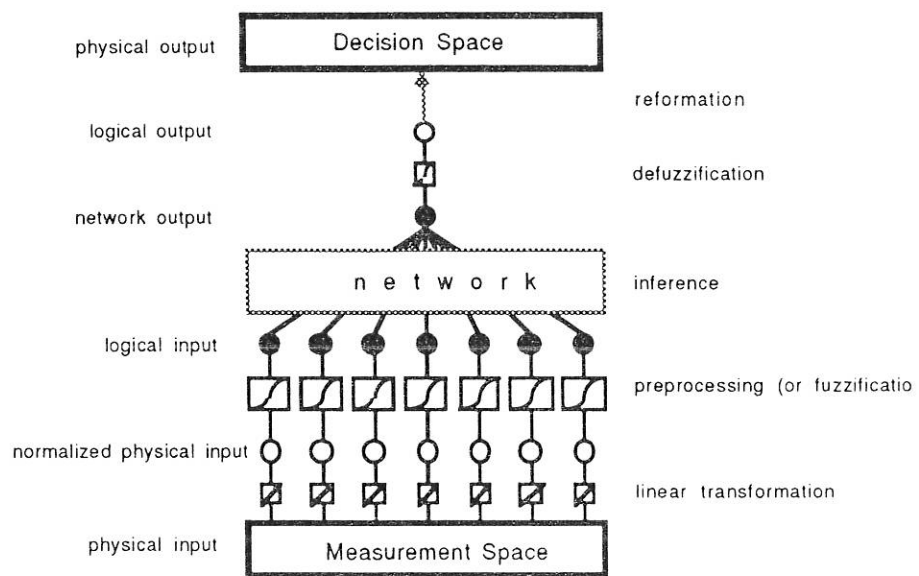 physical output
Decision Space
reformation
logical output
defuzzification
network output
network
inference
logical input
preprocessing (or fuzzificatio
normalized physical input
linear transformation
physical input
Measurement Space